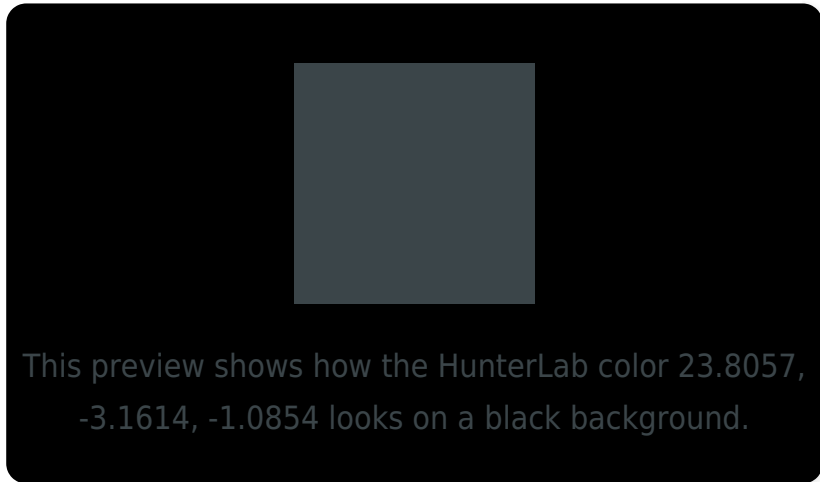 This preview shows how the HunterLab color 23.8057,
-3.1614, -1.0854 looks on a black background.